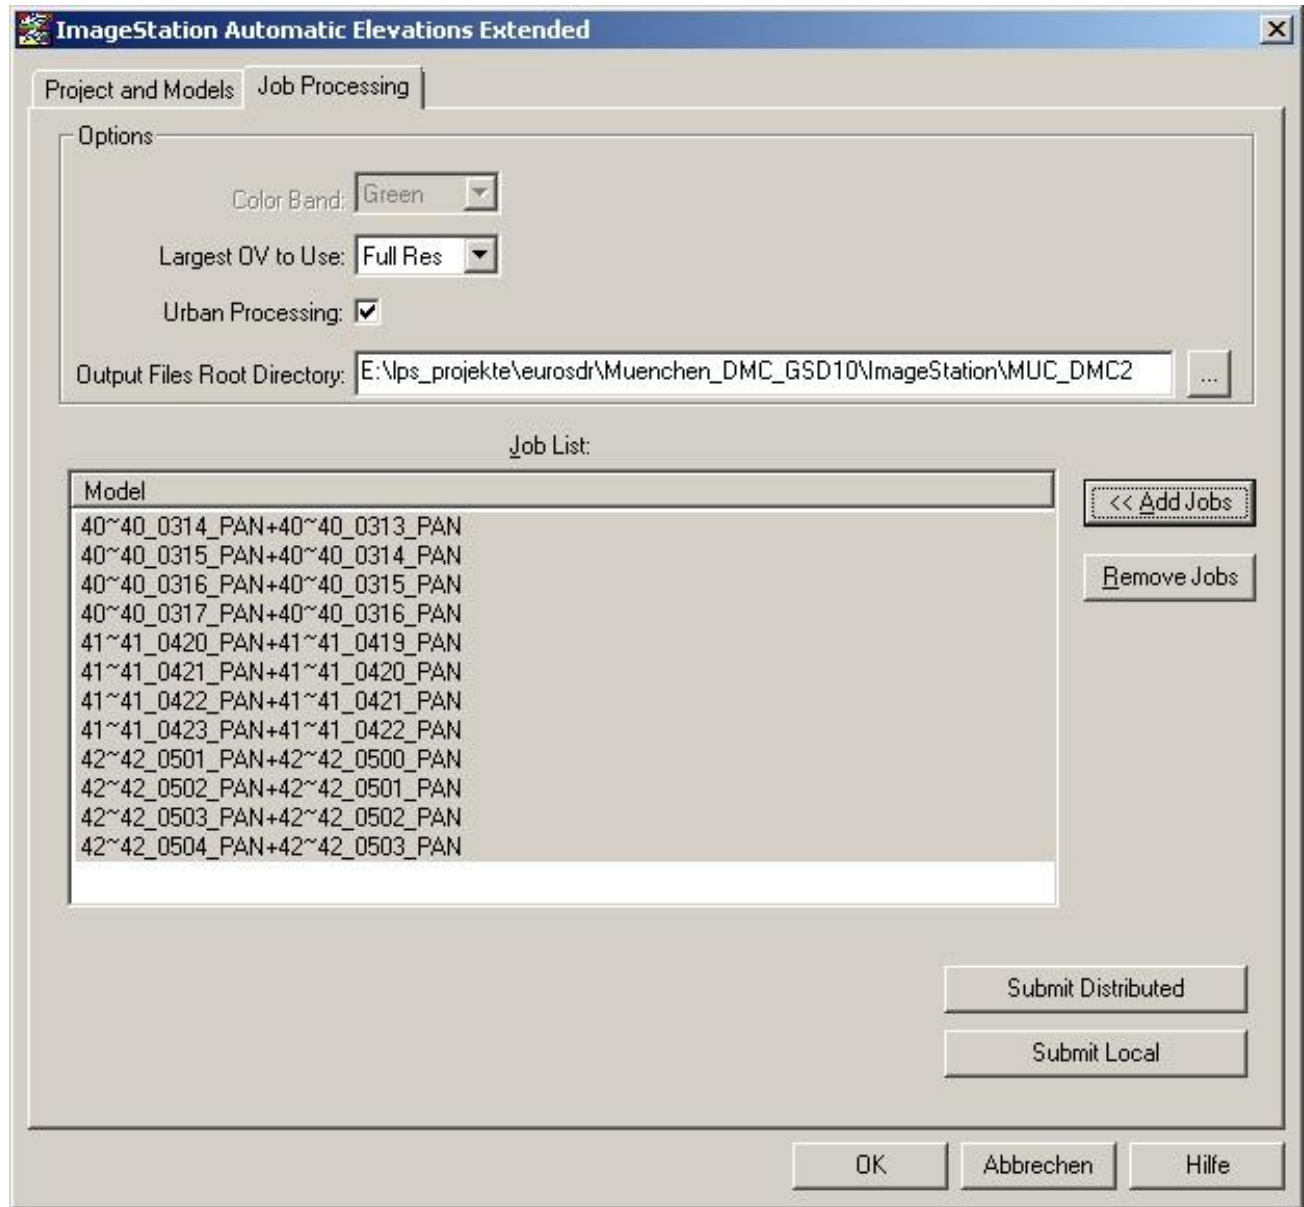 ImageStation Automatic Elevations Extended
Project and Models
Job Processing
Options
Color Band: Green
Largest OV to Use: Full Res
Urban Processing:
Output Files Root Directory: E:\lps_projekte\eurosdr\Muenchen_DMC_GSD10\ImageStation\MUC_DMC2
...
Job List:
Model
<< Add Jobs
40~40_0314_PAN+40~40_0313_PAN
40~40_0315_PAN+40~40_0314_PAN
40~40_0316_PAN+40~40_0315_PAN
Remove Jobs
40~40_0317_PAN+40~40_0316_PAN
41~41_0420_PAN+41~41_0419_PAN
41~41_0421_PAN+41~41_0420_PAN
41~41_0422_PAN+41~41_0421_PAN
41~41_0423_PAN+41~41_0422_PAN
42~42_0501_PAN+42~42_0500_PAN
42~42_0502_PAN+42~42_0501_PAN
42~42_0503_PAN+42~42_0502_PAN
42~42_0504_PAN+42~42_0503_PAN
Submit Distributed
Submit Local
OK
Abbrechen
Hilfe